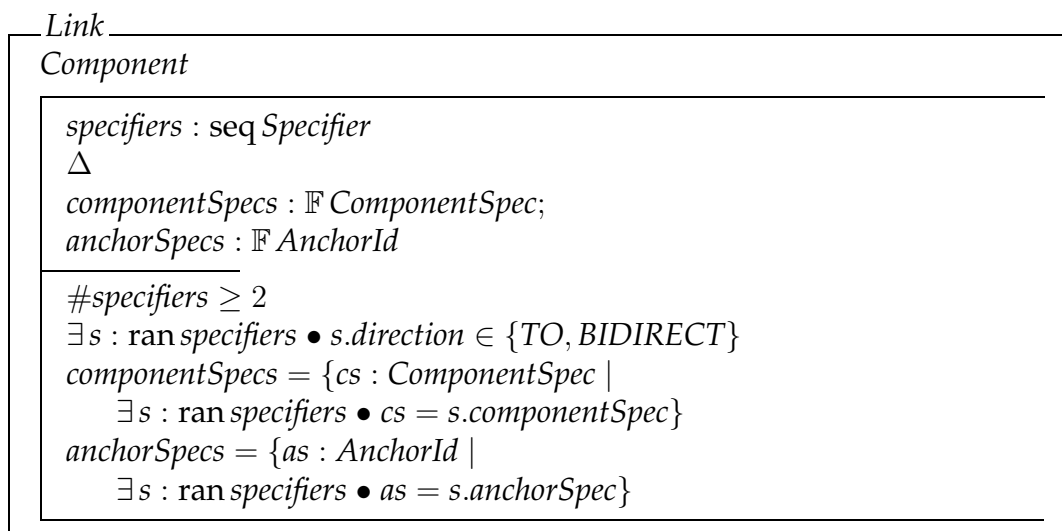 Link
Component
specifiers : seq Specifier
Δ
componentSpecs : 𝔽 ComponentSpec;
anchorSpecs : 𝔽 AnchorId
#specifiers ≥ 2
∃ s : ran specifiers • s.direction ∈ {TO, BIDIRECT}
componentSpecs = {cs : ComponentSpec |
∃ s : ran specifiers • cs = s.componentSpec}
anchorSpecs = {as : AnchorId |
∃ s : ran specifiers • as = s.anchorSpec}